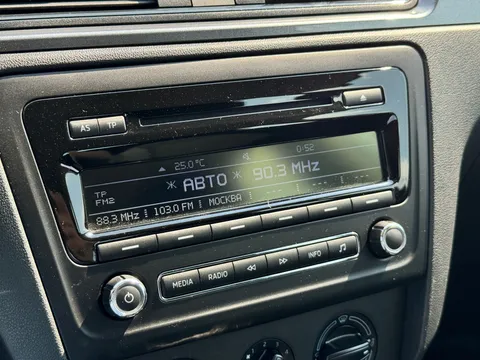 AS TP
25.0 °C 0:52
TP
FM2
Ж АВТО Ж 90.3 MHz
88.3 MHz 103.0 FM МОСКВА --- --- ---
MEDIA RADIO INFO